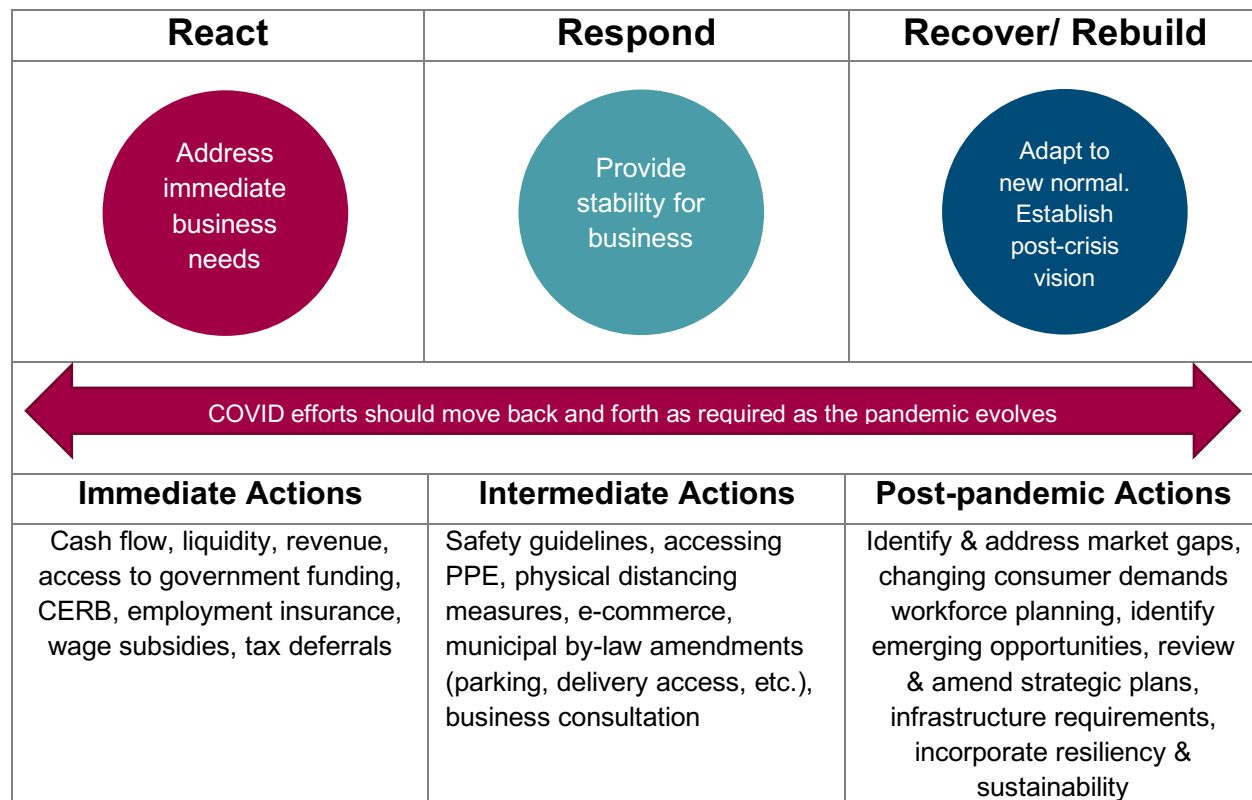 React
Respond
Recover/ Rebuild
Address
immediate
business
needs
Provide
stability for
business
Adapt to
new normal.
Establish
post-crisis
vision
COVID efforts should move back and forth as required as the pandemic evolves
Immediate Actions
Intermediate Actions
Post-pandemic Actions
Cash flow, liquidity, revenue,
access to government funding,
CERB, employment insurance,
wage subsidies, tax deferrals
Safety guidelines, accessing
PPE, physical distancing
measures, e-commerce,
municipal by-law amendments
(parking, delivery access, etc.),
business consultation
Identify & address market gaps,
changing consumer demands
workforce planning, identify
emerging opportunities, review
& amend strategic plans,
infrastructure requirements,
incorporate resiliency &
sustainability